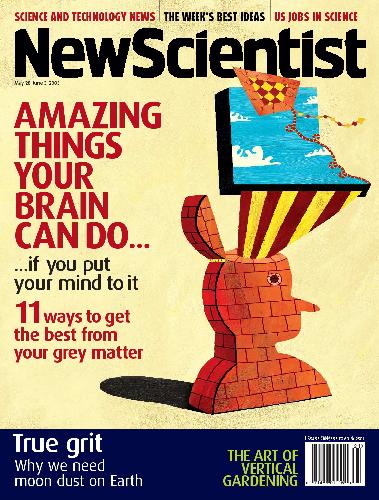 SCIENCE AND TECHNOLOGY NEWS THE WEEK'S BEST IDEAS US JOBS IN SCIENCE
NewScientist
AMAZING
THINGS
YOUR
BRAIN
CAN DO...
...if you put
your mind to it
11 ways to get
the best from
your grey matter
True grit
Why we need
moon dust on Earth
THE ART OF
VERTICAL
GARDENING